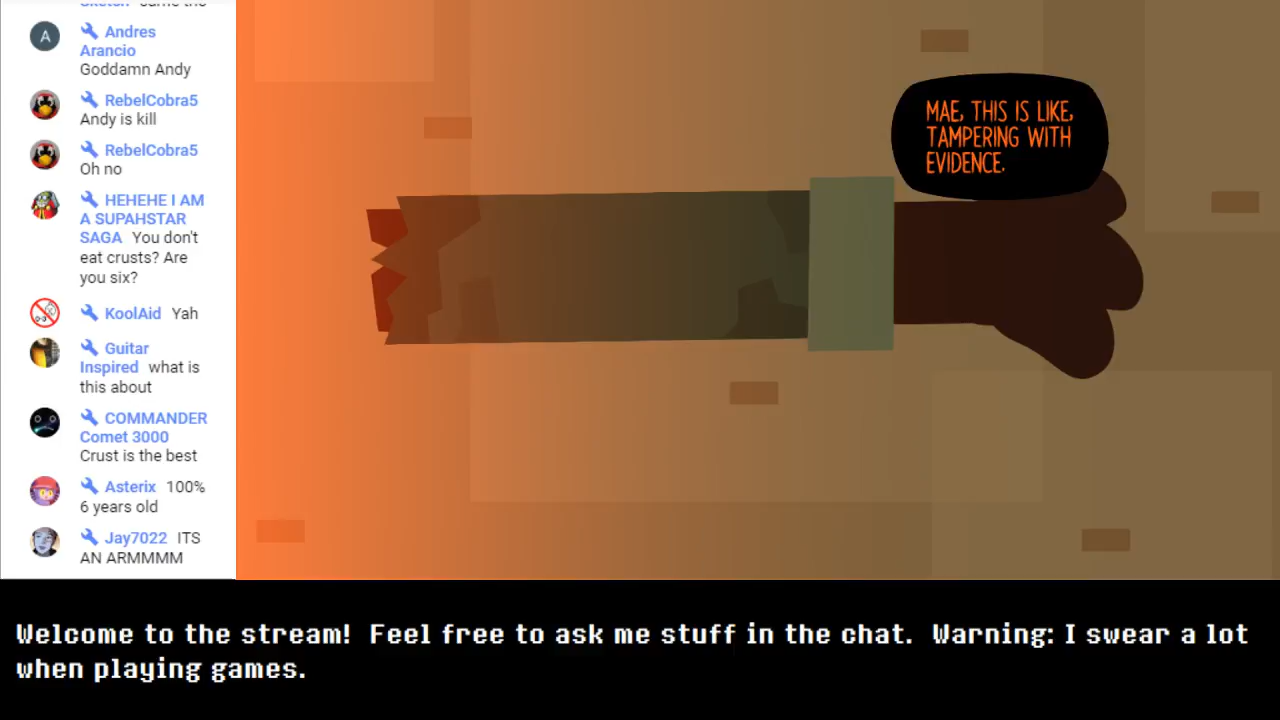 Andres
Arancio
Goddamn Andy
RebelCobra5
Andy is kill
RebelCobra5
Oh no
HEHEHE I AM
A SUPAHSTAR
SAGA You don't
eat crusts? Are
you six?
KoolAid Yah
Guitar
Inspired what is
this about
COMMANDER
Comet 3000
Crust is the best
Asterix 100%
6 years old
Jay7022 ITS
AN ARMMMM
A
MAE, THIS IS LIKE,
TAMPERING WITH
EVIDENCE.
Welcome to the stream! Feel free to ask me stuff in the chat. Warning: I swear a lot
when playing games.